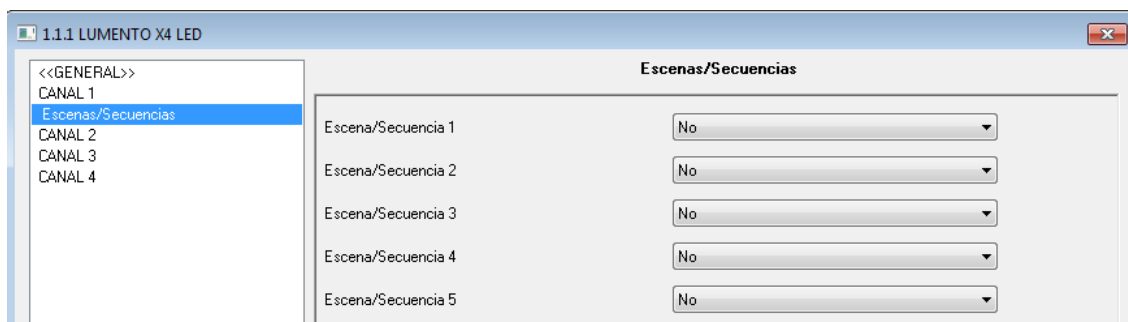 1.1.1 LUMENTO X4 LED
<<GENERAL>>
CANAL 1
Escenas/Secuencias
CANAL 2
CANAL 3
CANAL 4
Escenas/Secuencias
Escena/Secuencia 1 No
Escena/Secuencia 2 No
Escena/Secuencia 3 No
Escena/Secuencia 4 No
Escena/Secuencia 5 No